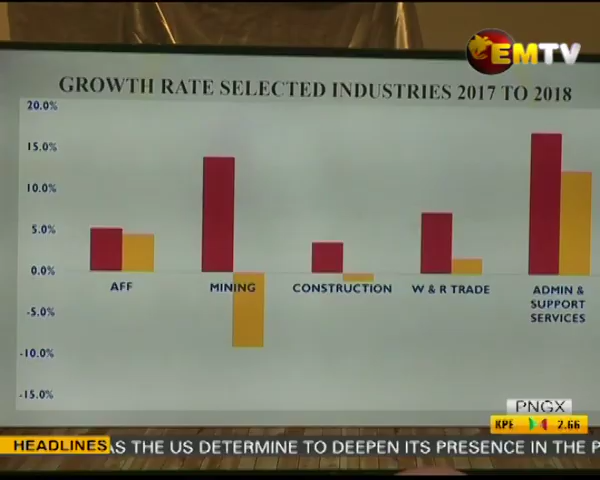 EMTV
GROWTH RATE SELECTED INDUSTRIES 2017 TO 2018
20.0%
15.0%
10.0%
5.0%
0.0%
-5.0%
-10.0%
-15.0%
AFF
MINING
CONSTRUCTION
W & R TRADE
ADMIN &
SUPPORT
SERVICES
PNGX
KPE 2.66
HEADLINES AS THE US DETERMINE TO DEEPEN ITS PRESENCE IN THE P